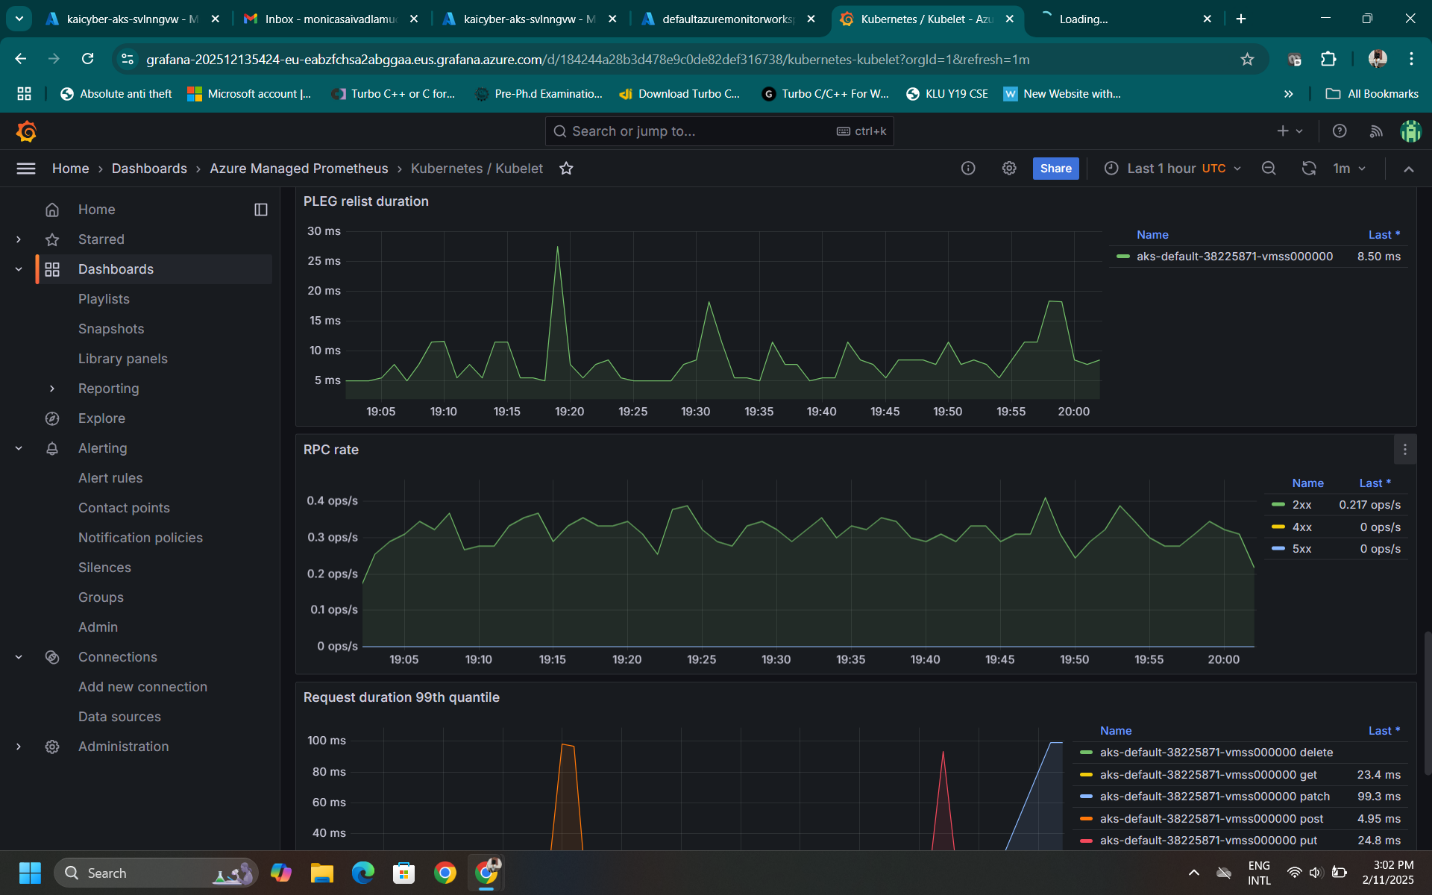 kaicyber-aks-svlnngvw - M
Inbox - monicasaivadlamu
kaicyber-aks-svlnngvw - M
defaultazuremonitorworks
Kubernetes / Kubelet - Azu
Loading...
grafana-202512135424-eu-eabzfchsa2abggaa.eus.grafana.azure.com/d/184244a28b3d478e9c0de82def316738/kubernetes-kubelet?orgId=1&refresh=1m
Absolute anti theft
Microsoft account |...
Turbo C++ or C for...
Pre-Ph.d Examinatio...
Download Turbo C...
Turbo C/C++ For W...
KLU Y19 CSE
New Website with...
All Bookmarks
Search or jump to...
ctrl+k
Home › Dashboards › Azure Managed Prometheus › Kubernetes / Kubelet
Share
Last 1 hour UTC
1m
Home
Starred
Dashboards
Playlists
Snapshots
Library panels
Reporting
Explore
Alerting
Alert rules
Contact points
Notification policies
Silences
Groups
Admin
Connections
Add new connection
Data sources
Administration
PLEG relist duration
30 ms
25 ms
20 ms
15 ms
10 ms
5 ms
19:05 19:10 19:15 19:20 19:25 19:30 19:35 19:40 19:45 19:50 19:55 20:00
Name Last *
aks-default-38225871-vmss000000 8.50 ms
RPC rate
0.4 ops/s
0.3 ops/s
0.2 ops/s
0.1 ops/s
0 ops/s
19:05 19:10 19:15 19:20 19:25 19:30 19:35 19:40 19:45 19:50 19:55 20:00
Name Last *
2xx 0.217 ops/s
4xx 0 ops/s
5xx 0 ops/s
Request duration 99th quantile
100 ms
80 ms
60 ms
40 ms
Name Last *
aks-default-38225871-vmss000000 delete
aks-default-38225871-vmss000000 get 23.4 ms
aks-default-38225871-vmss000000 patch 99.3 ms
aks-default-38225871-vmss000000 post 4.95 ms
aks-default-38225871-vmss000000 put 24.8 ms
Search
ENG
INTL
3:02 PM
2/11/2025